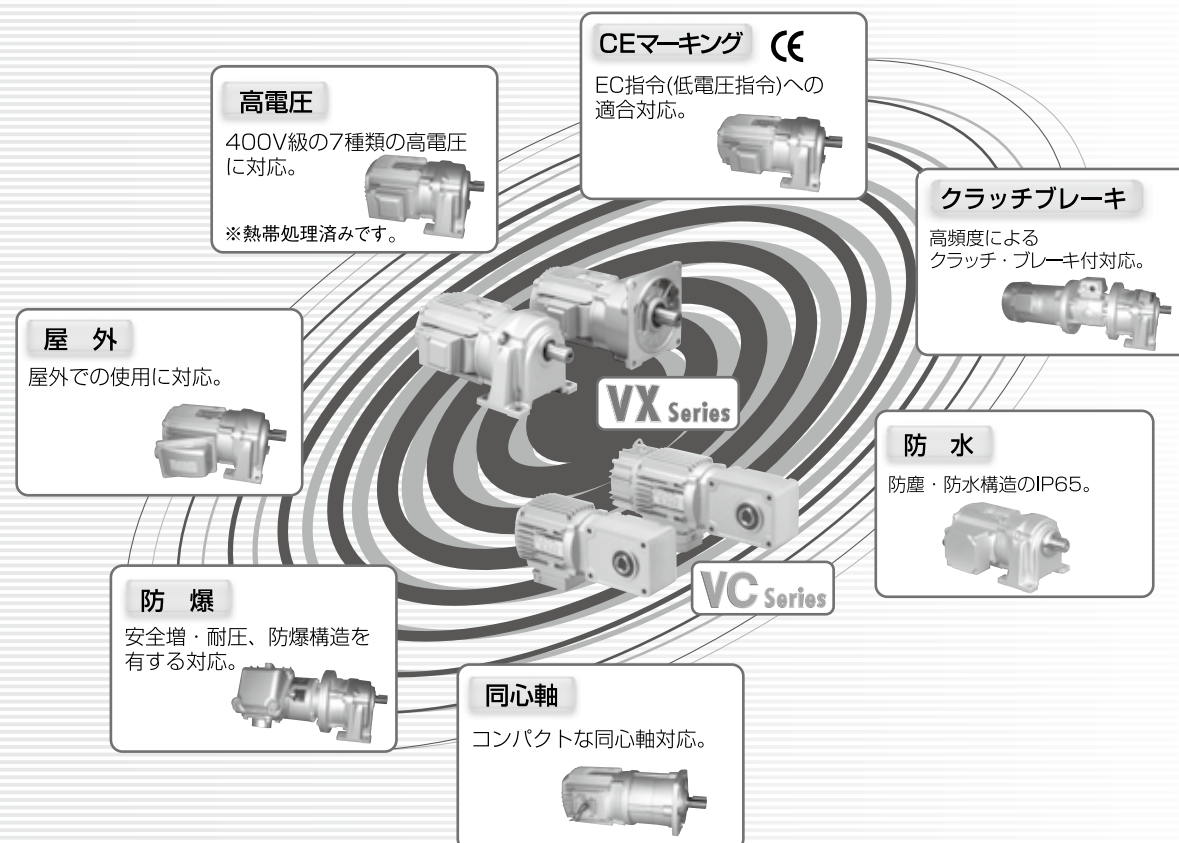 CEマーキング CE
EC指令(低電圧指令)への
適合対応。
高電圧
400V級の7種類の高電圧
に対応。
※熱帯処理済みです。
クラッチブレーキ
高頻度による
クラッチ・ブレーキ付対応。
屋 外
屋外での使用に対応。
VX Series
防 水
防塵・防水構造のIP65。
VC Series
防 爆
安全増・耐圧、防爆構造を
有する対応。
同心軸
コンパクトな同心軸対応。